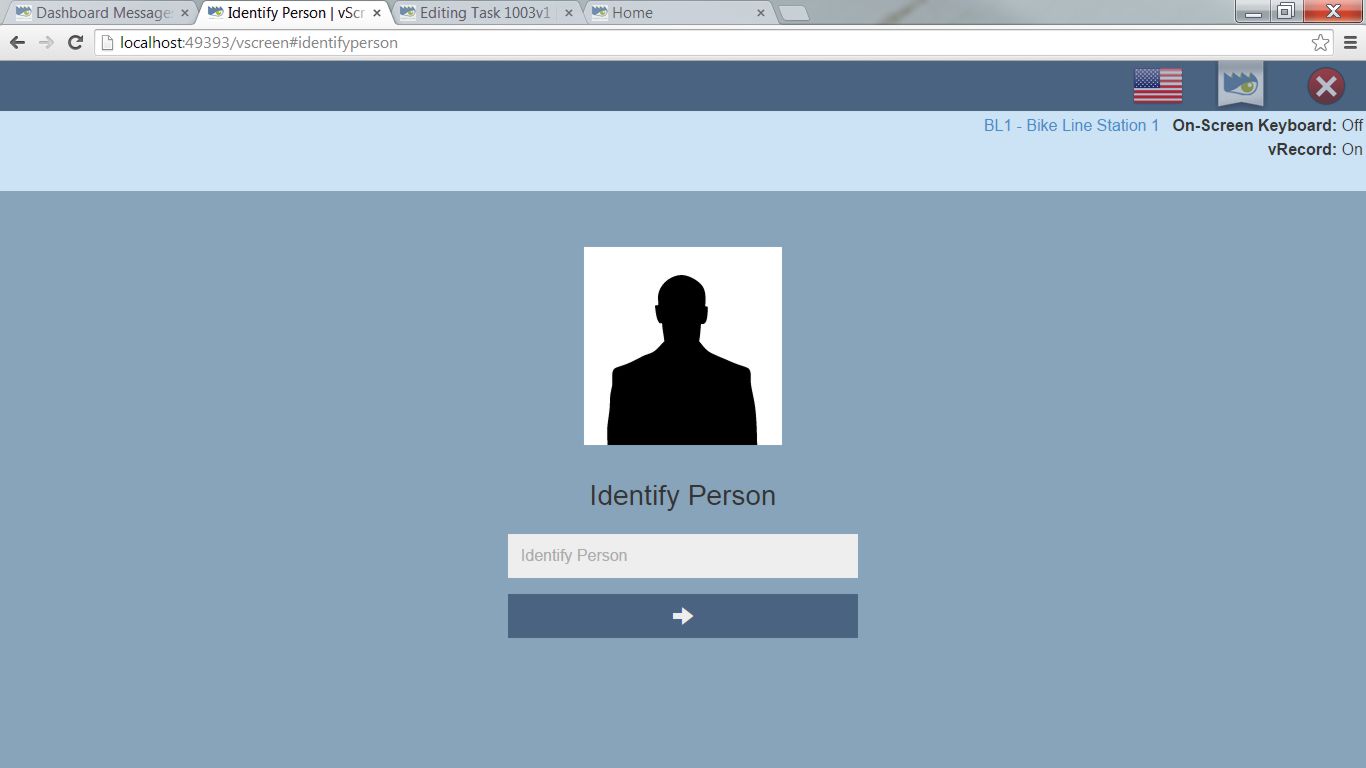 Dashboard Message
Identify Person | vScr
Editing Task 1003v1
Home
localhost:49393/vscreen#identifyperson
BL1 - Bike Line Station 1 On-Screen Keyboard: Off
vRecord: On
Identify Person
Identify Person